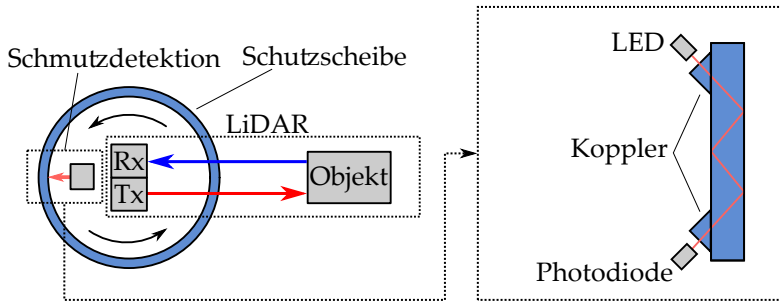 Schmutzdetektion
Schutzscheibe
LiDAR
Rx
Tx
Objekt
LED
Koppler
Photodiode